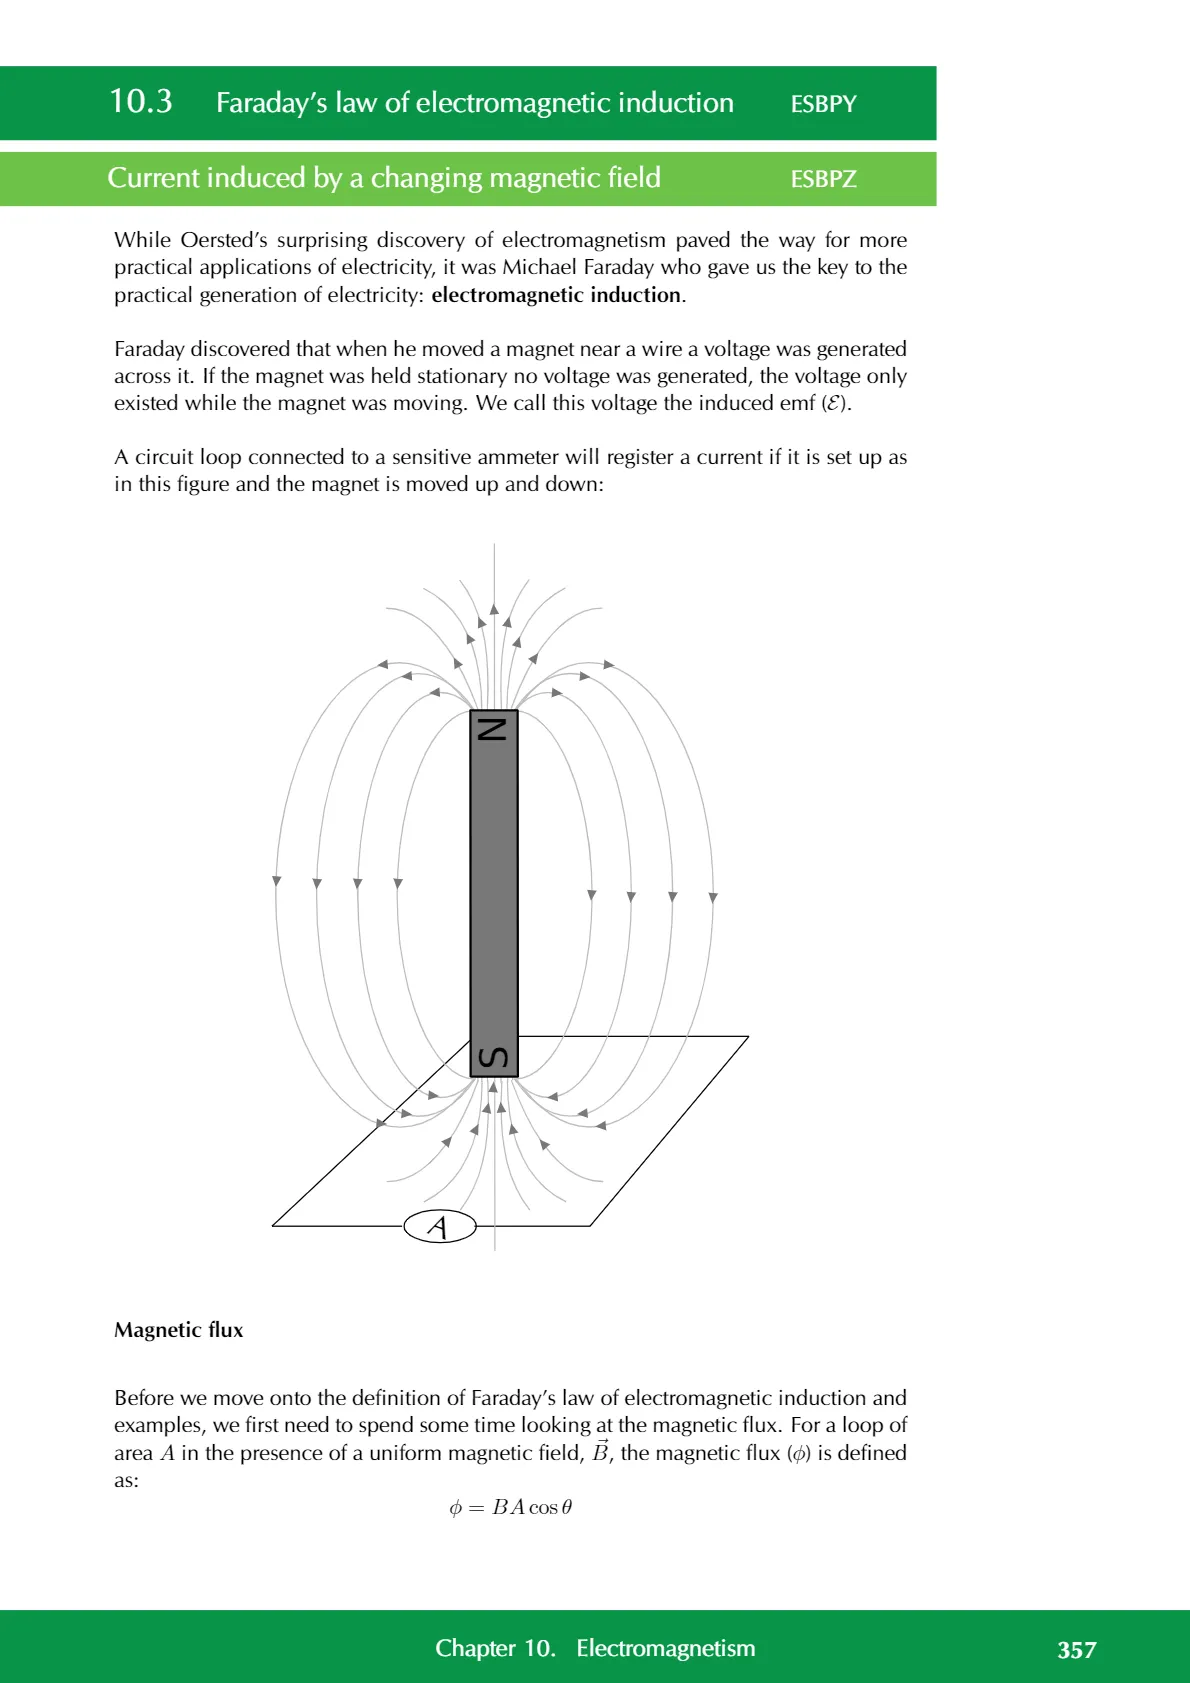 10.3 Faraday's law of electromagnetic induction ESBPY
Current induced by a changing magnetic field ESBPZ
While Oersted's surprising discovery of electromagnetism paved the way for more
practical applications of electricity, it was Michael Faraday who gave us the key to the
practical generation of electricity: electromagnetic induction.
Faraday discovered that when he moved a magnet near a wire a voltage was generated
across it. If the magnet was held stationary no voltage was generated, the voltage only
existed while the magnet was moving. We call this voltage the induced emf (ℰ).
A circuit loop connected to a sensitive ammeter will register a current if it is set up as
in this figure and the magnet is moved up and down:
N
S
A
Magnetic flux
Before we move onto the definition of Faraday's law of electromagnetic induction and
examples, we first need to spend some time looking at the magnetic flux. For a loop of
area A in the presence of a uniform magnetic field, B⃗, the magnetic flux (ϕ) is defined
as:
ϕ = BA cos θ
Chapter 10. Electromagnetism 357